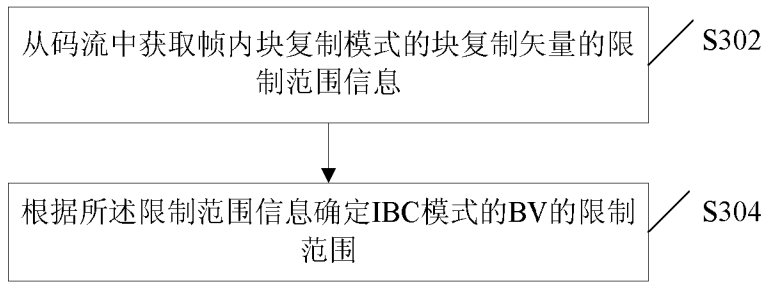 从码流中获取帧内块复制模式的块复制矢量的限
制范围信息
S302
根据所述限制范围信息确定IBC模式的BV的限制
范围
S304